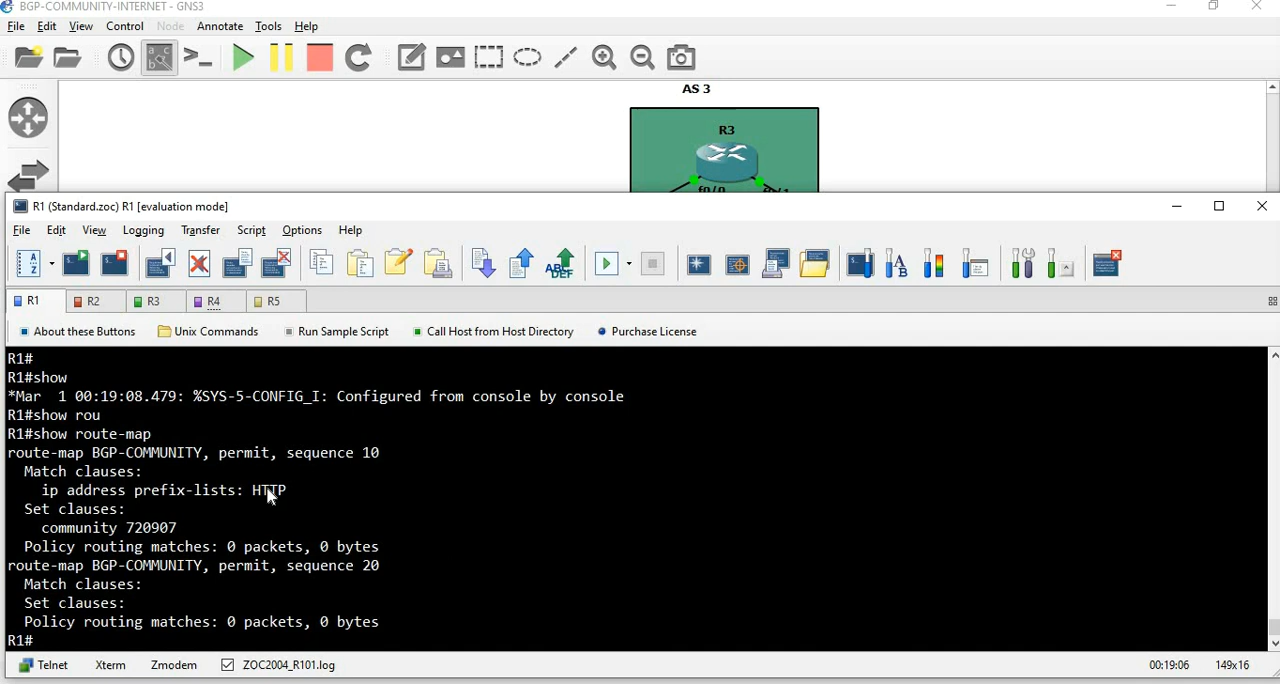 BGP-COMMUNITY-INTERNET - GNS3
File Edit View Control Node Annotate Tools Help
AS 3
R3
f0/0
R1 (Standard.zoc) R1 [evaluation mode]
File Edit View Logging Transfer Script Options Help
R1 R2 R3 R4 R5
About these Buttons Unix Commands Run Sample Script Call Host from Host Directory Purchase License
R1#
R1#show
*Mar  1 00:19:08.479: %SYS-5-CONFIG_I: Configured from console by console
R1#show rou
R1#show route-map
route-map BGP-COMMUNITY, permit, sequence 10
Match clauses:
ip address prefix-lists: HTTP
Set clauses:
community 720907
Policy routing matches: 0 packets, 0 bytes
route-map BGP-COMMUNITY, permit, sequence 20
Match clauses:
Set clauses:
Policy routing matches: 0 packets, 0 bytes
R1#
Telnet Xterm Zmodem ZOC2004_R101.log 00:19:06 149x16